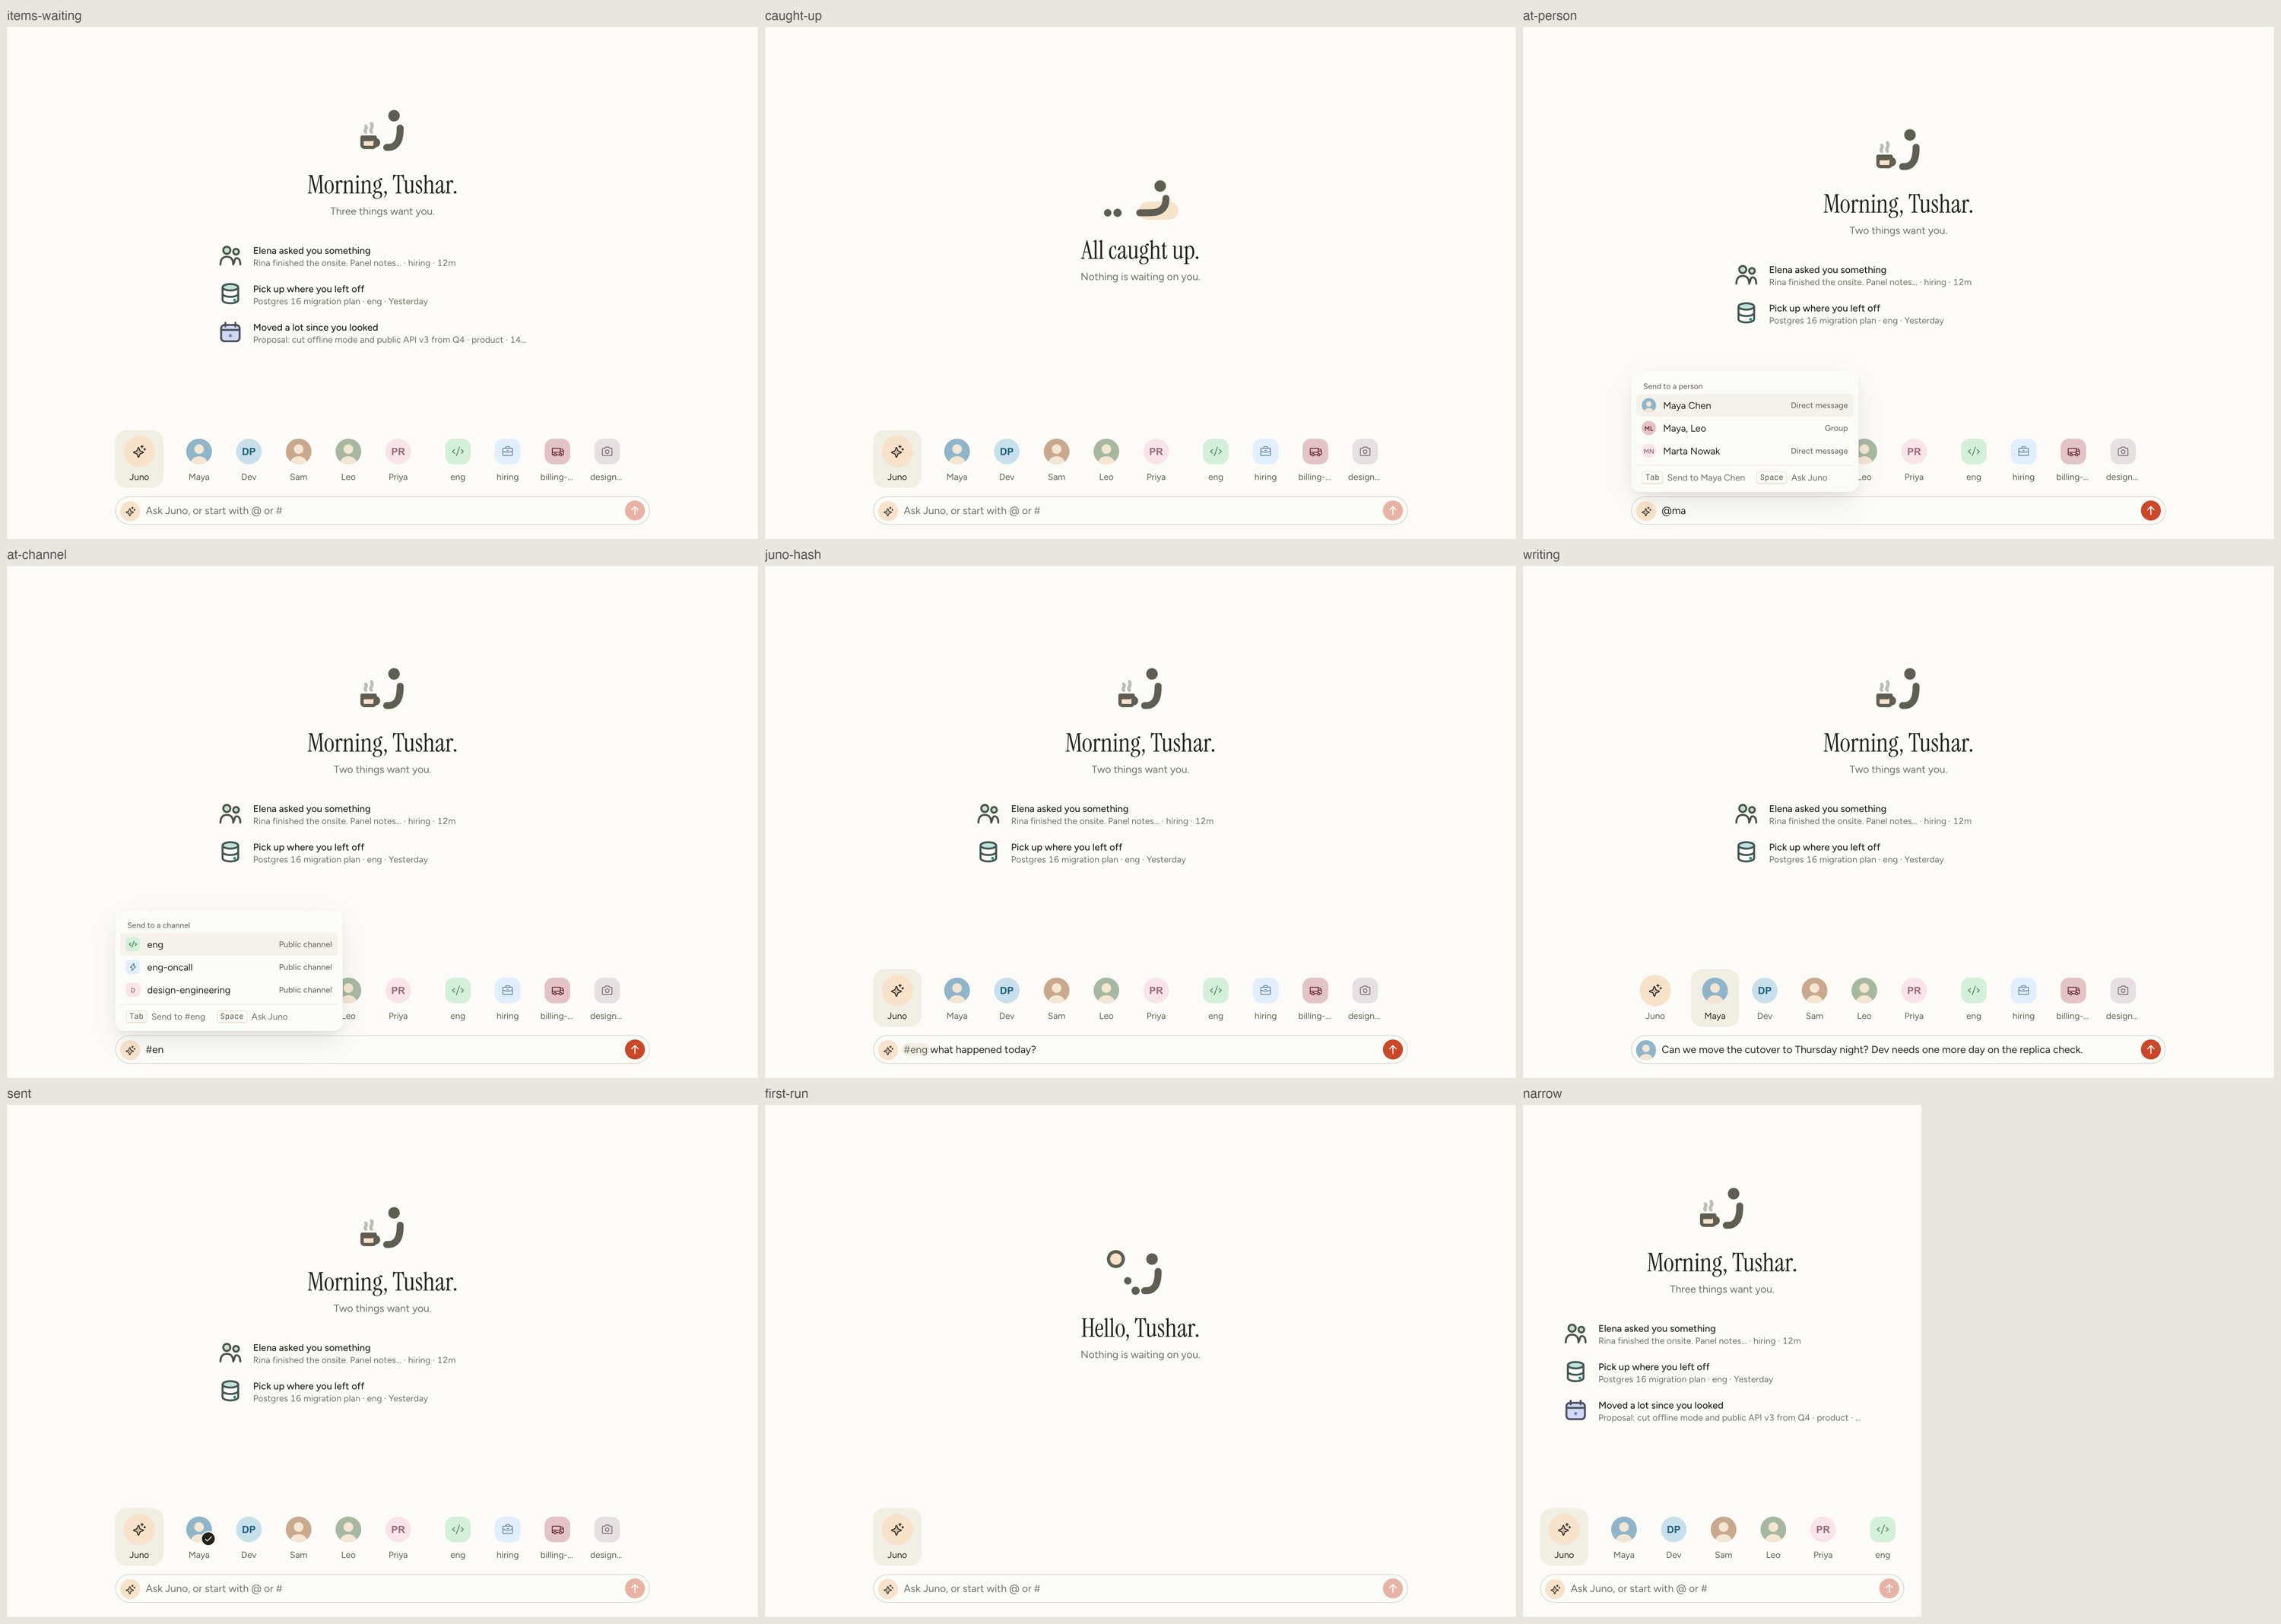 items-waiting
Morning, Tushar.
Three things want you.
Elena asked you something
Rina finished the onsite. Panel notes... · hiring · 12m
Pick up where you left off
Postgres 16 migration plan · eng · Yesterday
Moved a lot since you looked
Proposal: cut offline mode and public API v3 from Q4 · product · 14...
DP
PR
Juno Maya Dev Sam Leo Priya eng hiring billing-... design...
Ask Juno, or start with @ or #
caught-up
All caught up.
Nothing is waiting on you.
DP
PR
Juno Maya Dev Sam Leo Priya eng hiring billing-... design...
Ask Juno, or start with @ or #
at-person
Morning, Tushar.
Two things want you.
Elena asked you something
Rina finished the onsite. Panel notes... · hiring · 12m
Pick up where you left off
Postgres 16 migration plan · eng · Yesterday
Send to a person
Maya Chen Direct message
ML Maya, Leo Group
MN Marta Nowak Direct message
Tab Send to Maya Chen Space Ask Juno
PR
Leo Priya eng hiring billing-... design...
@ma
at-channel
Morning, Tushar.
Two things want you.
Elena asked you something
Rina finished the onsite. Panel notes... · hiring · 12m
Pick up where you left off
Postgres 16 migration plan · eng · Yesterday
Send to a channel
eng Public channel
eng-oncall Public channel
D design-engineering Public channel
Tab Send to #eng Space Ask Juno
PR
Leo Priya eng hiring billing-... design...
#en
juno-hash
Morning, Tushar.
Two things want you.
Elena asked you something
Rina finished the onsite. Panel notes... · hiring · 12m
Pick up where you left off
Postgres 16 migration plan · eng · Yesterday
DP
PR
Juno Maya Dev Sam Leo Priya eng hiring billing-... design...
#eng what happened today?
writing
Morning, Tushar.
Two things want you.
Elena asked you something
Rina finished the onsite. Panel notes... · hiring · 12m
Pick up where you left off
Postgres 16 migration plan · eng · Yesterday
DP
PR
Juno Maya Dev Sam Leo Priya eng hiring billing-... design...
Can we move the cutover to Thursday night? Dev needs one more day on the replica check.
sent
Morning, Tushar.
Two things want you.
Elena asked you something
Rina finished the onsite. Panel notes... · hiring · 12m
Pick up where you left off
Postgres 16 migration plan · eng · Yesterday
DP
PR
Juno Maya Dev Sam Leo Priya eng hiring billing-... design...
Ask Juno, or start with @ or #
first-run
Hello, Tushar.
Nothing is waiting on you.
Juno
Ask Juno, or start with @ or #
narrow
Morning, Tushar.
Three things want you.
Elena asked you something
Rina finished the onsite. Panel notes... · hiring · 12m
Pick up where you left off
Postgres 16 migration plan · eng · Yesterday
Moved a lot since you looked
Proposal: cut offline mode and public API v3 from Q4 · product · ...
DP
PR
Juno Maya Dev Sam Leo Priya eng
Ask Juno, or start with @ or #